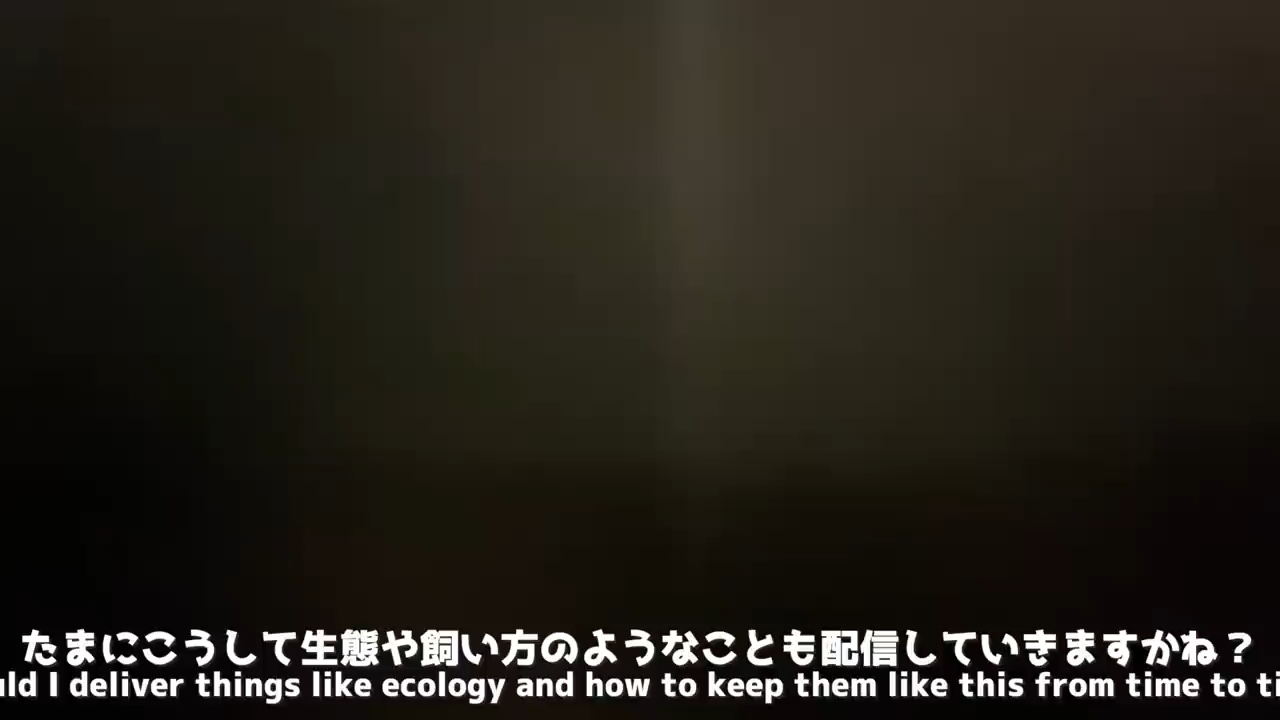 たまにこうして生態や飼い方のようなことも配信していきますかね？
I deliver things like ecology and how to keep them like this from time to